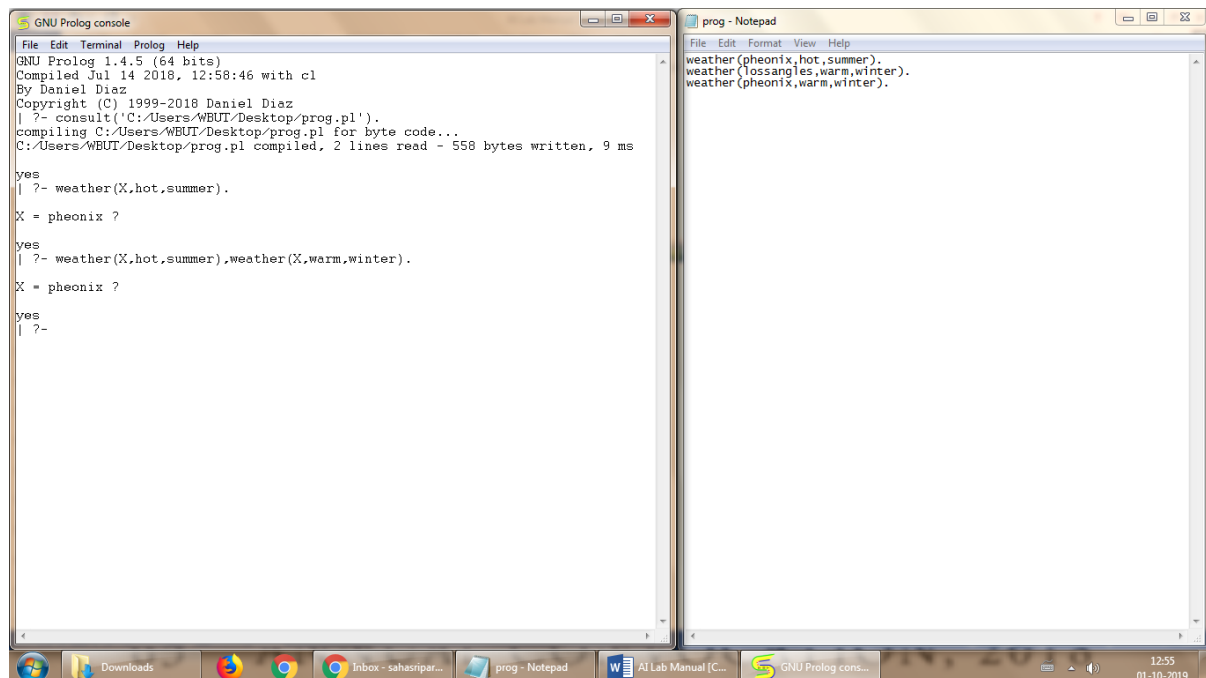 GNU Prolog console
File Edit Terminal Prolog Help
GNU Prolog 1.4.5 (64 bits)
Compiled Jul 14 2018, 12:58:46 with cl
By Daniel Diaz
Copyright (C) 1999-2018 Daniel Diaz
| ?- consult('C:/Users/WBUT/Desktop/prog.pl').
compiling C:/Users/WBUT/Desktop/prog.pl for byte code...
C:/Users/WBUT/Desktop/prog.pl compiled, 2 lines read - 558 bytes written, 9 ms
yes
| ?- weather(X,hot,summer).
X = pheonix ?
yes
| ?- weather(X,hot,summer),weather(X,warm,winter).
X = pheonix ?
yes
| ?-
prog - Notepad
File Edit Format View Help
weather(pheonix,hot,summer).
weather(lossangles,warm,winter).
weather(pheonix,warm,winter).
Downloads
Inbox - sahasripar...
prog - Notepad
AI Lab Manual [C...
GNU Prolog cons...
12:55
01-10-2019